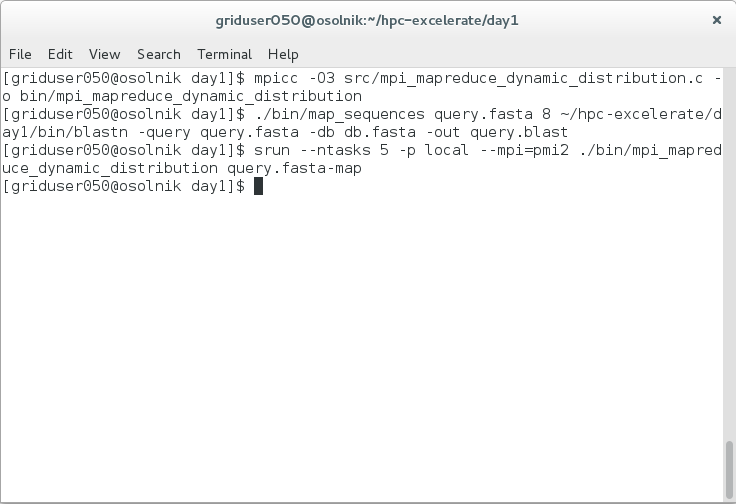 griduser050@osolnik:~/hpc-excelerate/day1
File Edit View Search Terminal Help
[griduser050@osolnik day1]$ mpicc -O3 src/mpi_mapreduce_dynamic_distribution.c -
o bin/mpi_mapreduce_dynamic_distribution
[griduser050@osolnik day1]$ ./bin/map_sequences query.fasta 8 ~/hpc-excelerate/d
ay1/bin/blastn -query query.fasta -db db.fasta -out query.blast
[griduser050@osolnik day1]$ srun --ntasks 5 -p local --mpi=pmi2 ./bin/mpi_mapred
uce_dynamic_distribution query.fasta-map
[griduser050@osolnik day1]$